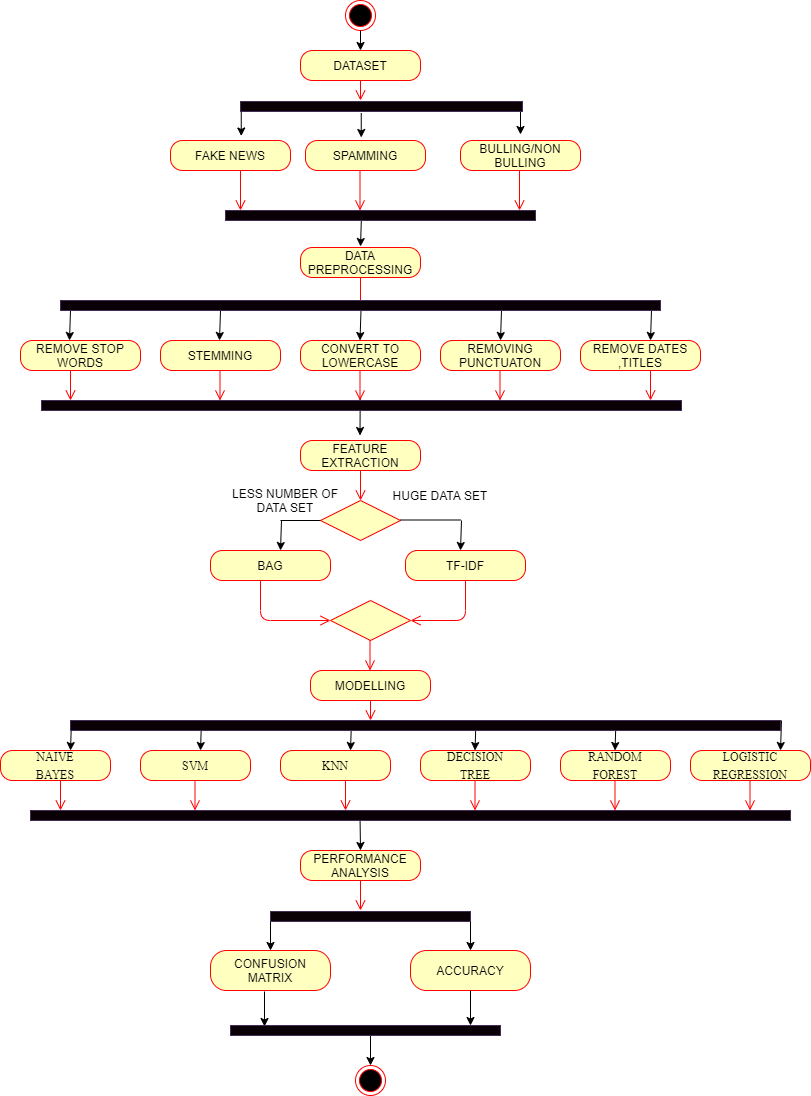 DATASET
FAKE NEWS
SPAMMING
BULLING/NON
BULLING
DATA
PREPROCESSING
REMOVE STOP
WORDS
STEMMING
CONVERT TO
LOWERCASE
REMOVING
PUNCTUATON
REMOVE DATES
,TITLES
FEATURE
EXTRACTION
LESS NUMBER OF
DATA SET
HUGE DATA SET
BAG
TF-IDF
MODELLING
NAIVE
BAYES
SVM
KNN
DECISION
TREE
RANDOM
FOREST
LOGISTIC
REGRESSION
PERFORMANCE
ANALYSIS
CONFUSION
MATRIX
ACCURACY